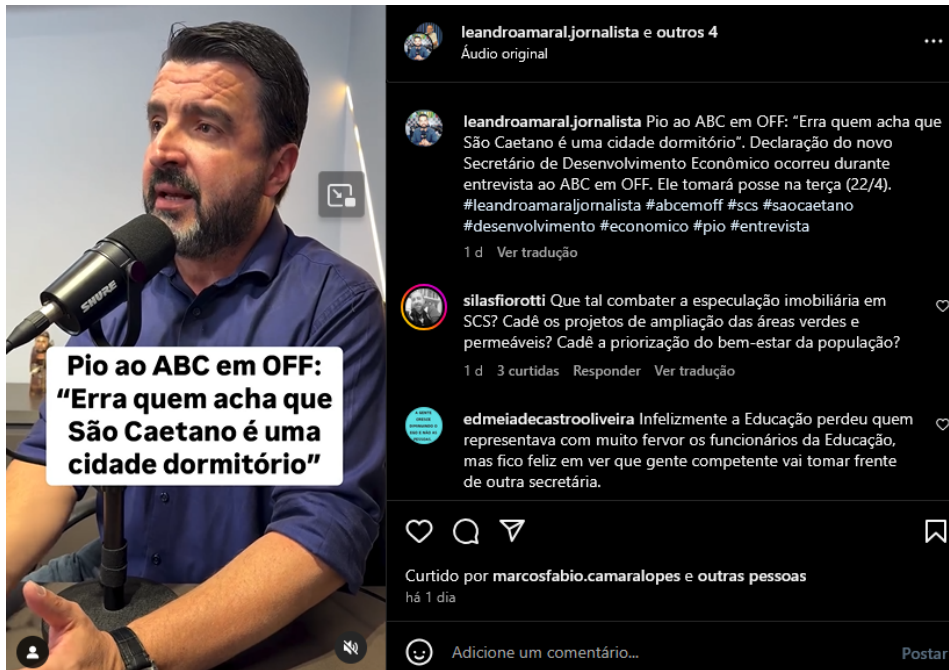 SHURE
Pio ao ABC em OFF:
“Erra quem acha que
São Caetano é uma
cidade dormitório”
leandroamaral.jornalista e outros 4
Áudio original
leandroamaral.jornalista Pio ao ABC em OFF: “Erra quem acha que
São Caetano é uma cidade dormitório”. Declaração do novo
Secretário de Desenvolvimento Econômico ocorreu durante
entrevista ao ABC em OFF. Ele tomará posse na terça (22/4).
#leandroamaraljornalista #abcemoff #scs #saocaetano
#desenvolvimento #economico #pio #entrevista
1 d Ver tradução
silasfiorotti Que tal combater a especulação imobiliária em
SCS? Cadê os projetos de ampliação das áreas verdes e
permeáveis? Cadê a priorização do bem-estar da população?
1 d 3 curtidas Responder Ver tradução
edmeiadecastrooliveira Infelizmente a Educação perdeu quem
representava com muito fervor os funcionários da Educação,
mas fico feliz em ver que gente competente vai tomar frente
de outra secretária.
Curtido por marcosfabio.camaralopes e outras pessoas
há 1 dia
Adicione um comentário...
Postar